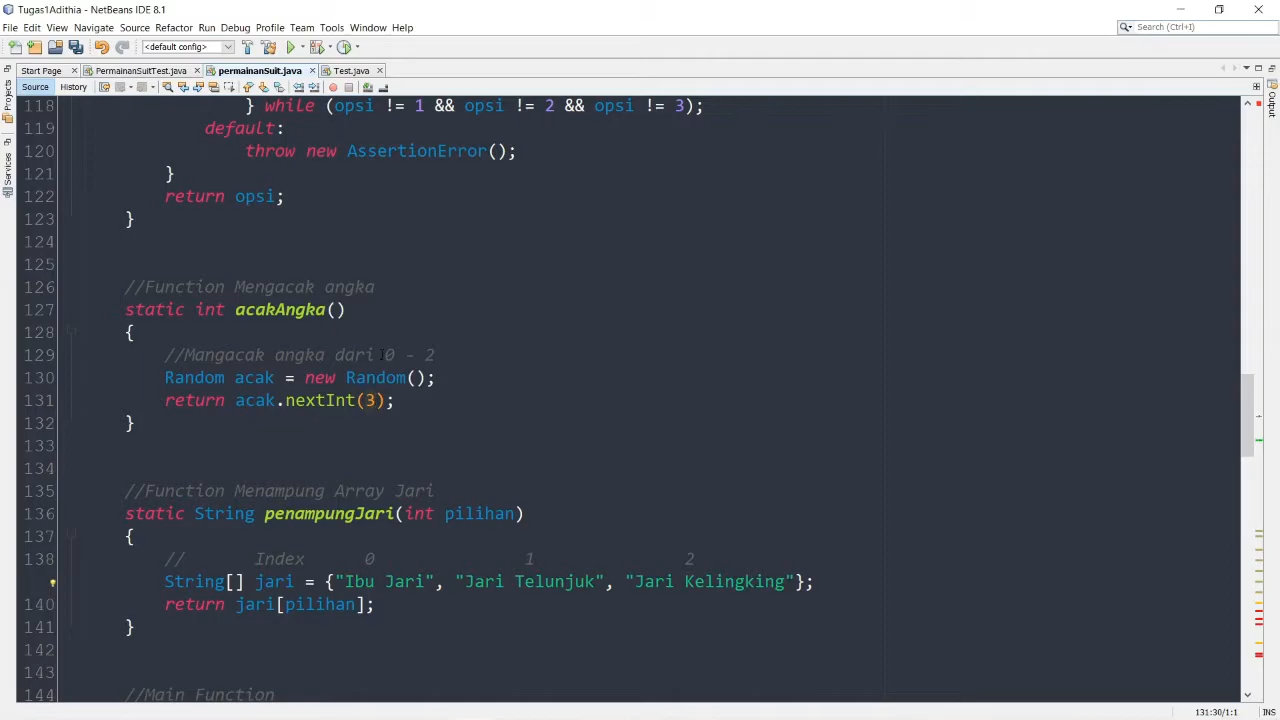 Tugas1Adithia - NetBeans IDE 8.1
File Edit View Navigate Source Refactor Run Debug Profile Team Tools Window Help
Search (Ctrl+I)
<default config>
Start Page PermainanSuitTest.java permainanSuit.java Test.java
Source History
Projects
Services
Output
118 } while (opsi != 1 && opsi != 2 && opsi != 3);
119 default:
120 throw new AssertionError();
121 }
122 return opsi;
123 }
124
125
126 //Function Mengacak angka
127 static int acakAngka()
128 {
129 //Mangacak angka dari 0 - 2
130 Random acak = new Random();
131 return acak.nextInt(3);
132 }
133
134
135 //Function Menampung Array Jari
136 static String penampungJari(int pilihan)
137 {
138 // Index 0 1 2
String[] jari = {"Ibu Jari", "Jari Telunjuk", "Jari Kelingking"};
140 return jari[pilihan];
141 }
142
143
144 //Main Function
131:30/1:1 INS